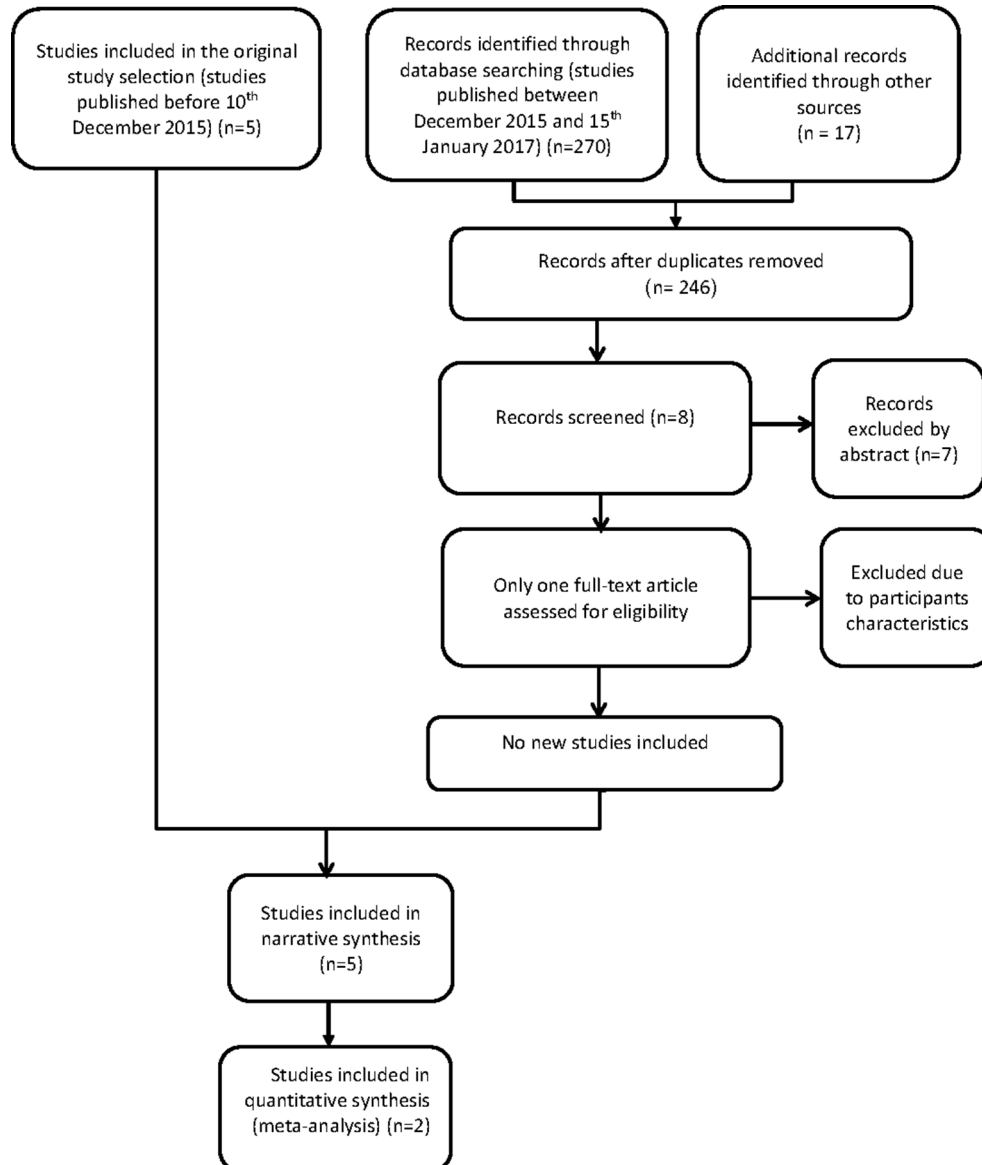 Studies included in the original
study selection (studies
published before 10th
December 2015) (n=5)
Records identified through
database searching (studies
published between
December 2015 and 15th
January 2017) (n=270)
Additional records
identified through other
sources
(n = 17)
Records after duplicates removed
(n= 246)
Records screened (n=8)
Records
excluded by
abstract (n=7)
Only one full-text article
assessed for eligibility
Excluded due
to participants
characteristics
No new studies included
Studies included in
narrative synthesis
(n=5)
Studies included in
quantitative synthesis
(meta-analysis) (n=2)